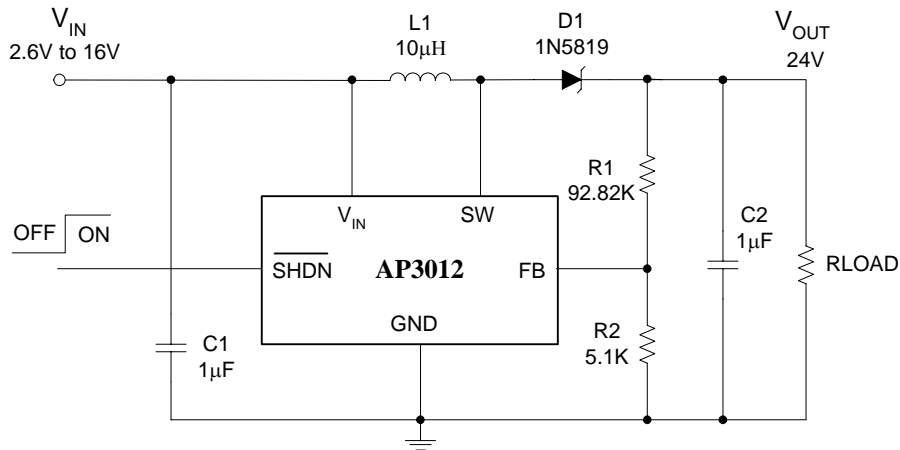 V_IN
2.6V to 16V
L1
10μH
D1
1N5819
V_OUT
24V
R1
92.82K
V_IN
SW
C2
1μF
OFF
ON
SHDN
AP3012
FB
RLOAD
GND
R2
5.1K
C1
1μF